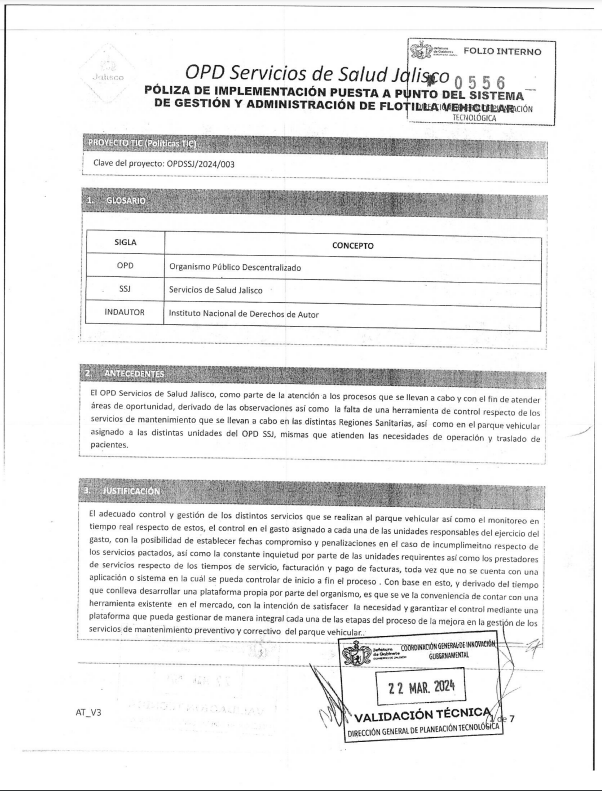 Jalisco
Jefatura de Gabinete
FOLIO INTERNO
0556
OPD Servicios de Salud Jalisco
PÓLIZA DE IMPLEMENTACIÓN PUESTA A PUNTO DEL SISTEMA
DE GESTIÓN Y ADMINISTRACIÓN DE FLOTILLA VEHICULAR
TECNOLÓGICA
PROYECTO TIC (Políticas TIC)
Clave del proyecto: OPDSSJ/2024/003
1. GLOSARIO
SIGLA CONCEPTO
OPD Organismo Público Descentralizado
SSJ Servicios de Salud Jalisco
INDAUTOR Instituto Nacional de Derechos de Autor
2. ANTECEDENTES
El OPD Servicios de Salud Jalisco, como parte de la atención a los procesos que se llevan a cabo y con el fin de atender
áreas de oportunidad, derivado de las observaciones así como la falta de una herramienta de control respecto de los
servicios de mantenimiento que se llevan a cabo en las distintas Regiones Sanitarias, así como en el parque vehicular
asignado a las distintas unidades del OPD SSJ, mismas que atienden las necesidades de operación y traslado de
pacientes.
3. JUSTIFICACIÓN
El adecuado control y gestión de los distintos servicios que se realizan al parque vehicular así como el monitoreo en
tiempo real respecto de estos, el control en el gasto asignado a cada una de las unidades responsables del ejercicio del
gasto, con la posibilidad de establecer fechas compromiso y penalizaciones en el caso de incumplimeitno respecto de
los servicios pactados, así como la constante inquietud por parte de las unidades requirentes así como los prestadores
de servicios respecto de los tiempos de servicio, facturación y pago de facturas, toda vez que no se cuenta con una
aplicación o sistema en la cuál se pueda controlar de inicio a fin el proceso . Con base en esto, y derivado del tiempo
que conlleva desarrollar una plataforma propia por parte del organismo, es que se ve la conveniencia de contar con una
herramienta existente en el mercado, con la intención de satisfacer la necesidad y garantizar el control mediante una
plataforma que pueda gestionar de manera integral cada una de las etapas del proceso de la mejora en la gestión de los
servicios de mantenimiento preventivo y correctivo del parque vehicular..
Jefatura de Gabinete
COORDINACIÓN GENERAL DE INNOVACIÓN
GUBERNAMENTAL
22 MAR. 2024
VALIDACIÓN TÉCNICA
DIRECCIÓN GENERAL DE PLANEACIÓN TECNOLÓGICA
AT_V3
1 de 7